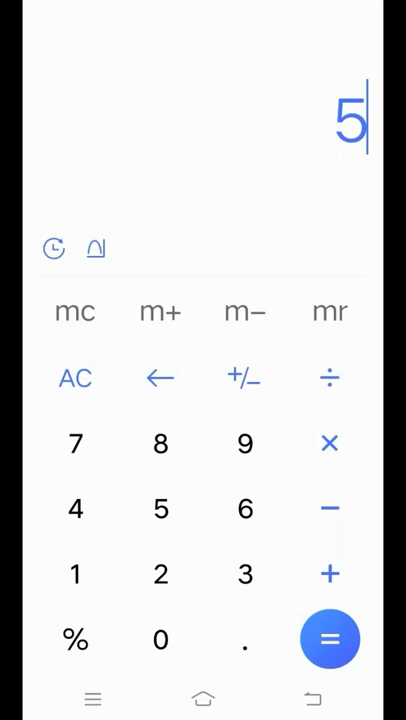 5
mc m+ m− mr
AC ← +/− ÷
7 8 9 ×
4 5 6 −
1 2 3 +
% 0 . =